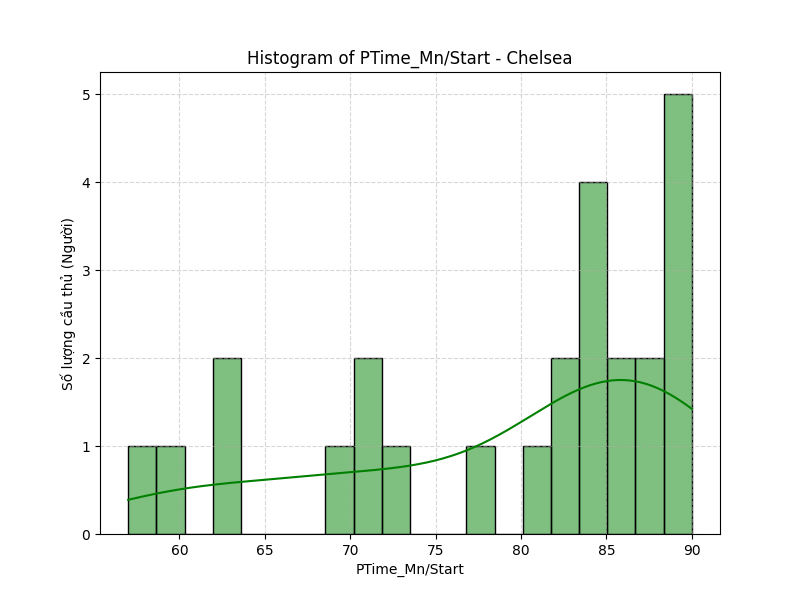 Histogram of PTime_Mn/Start - Chelsea
Số lượng cầu thủ (Người)
5
4
3
2
1
0
60 65 70 75 80 85 90
PTime_Mn/Start